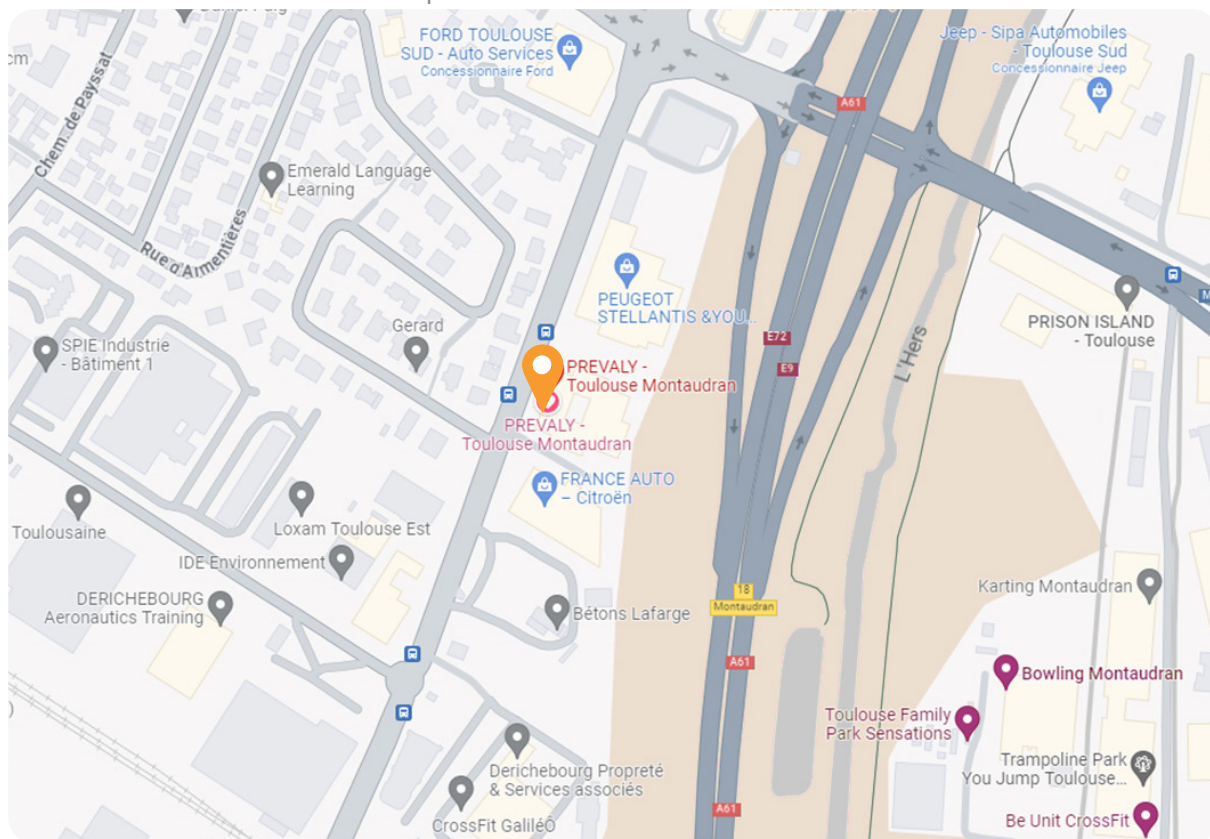 FORD TOULOUSE
SUD - Auto Services
Concessionnaire Ford
Jeep - Sipa Automobiles
- Toulouse Sud
Concessionnaire Jeep
A61
Chem. de Payssat
Emerald Language
Learning
Rue d'Armentières
PEUGEOT
STELLANTIS &YOU...
Gerard
SPIE Industrie
- Bâtiment 1
E72
E9
L'Hers
PRISON ISLAND
- Toulouse
M
PREVALY -
Toulouse Montaudran
PREVALY -
Toulouse Montaudran
FRANCE AUTO
– Citroën
Toulousaine
Loxam Toulouse Est
IDE Environnement
DERICHEBOURG
Aeronautics Training
Bétons Lafarge
18
Montaudran
Karting Montaudran
A61
Bowling Montaudran
Toulouse Family
Park Sensations
Derichebourg Propreté
& Services associés
Trampoline Park
You Jump Toulouse...
CrossFit GaliléÔ
A61
Be Unit CrossFit